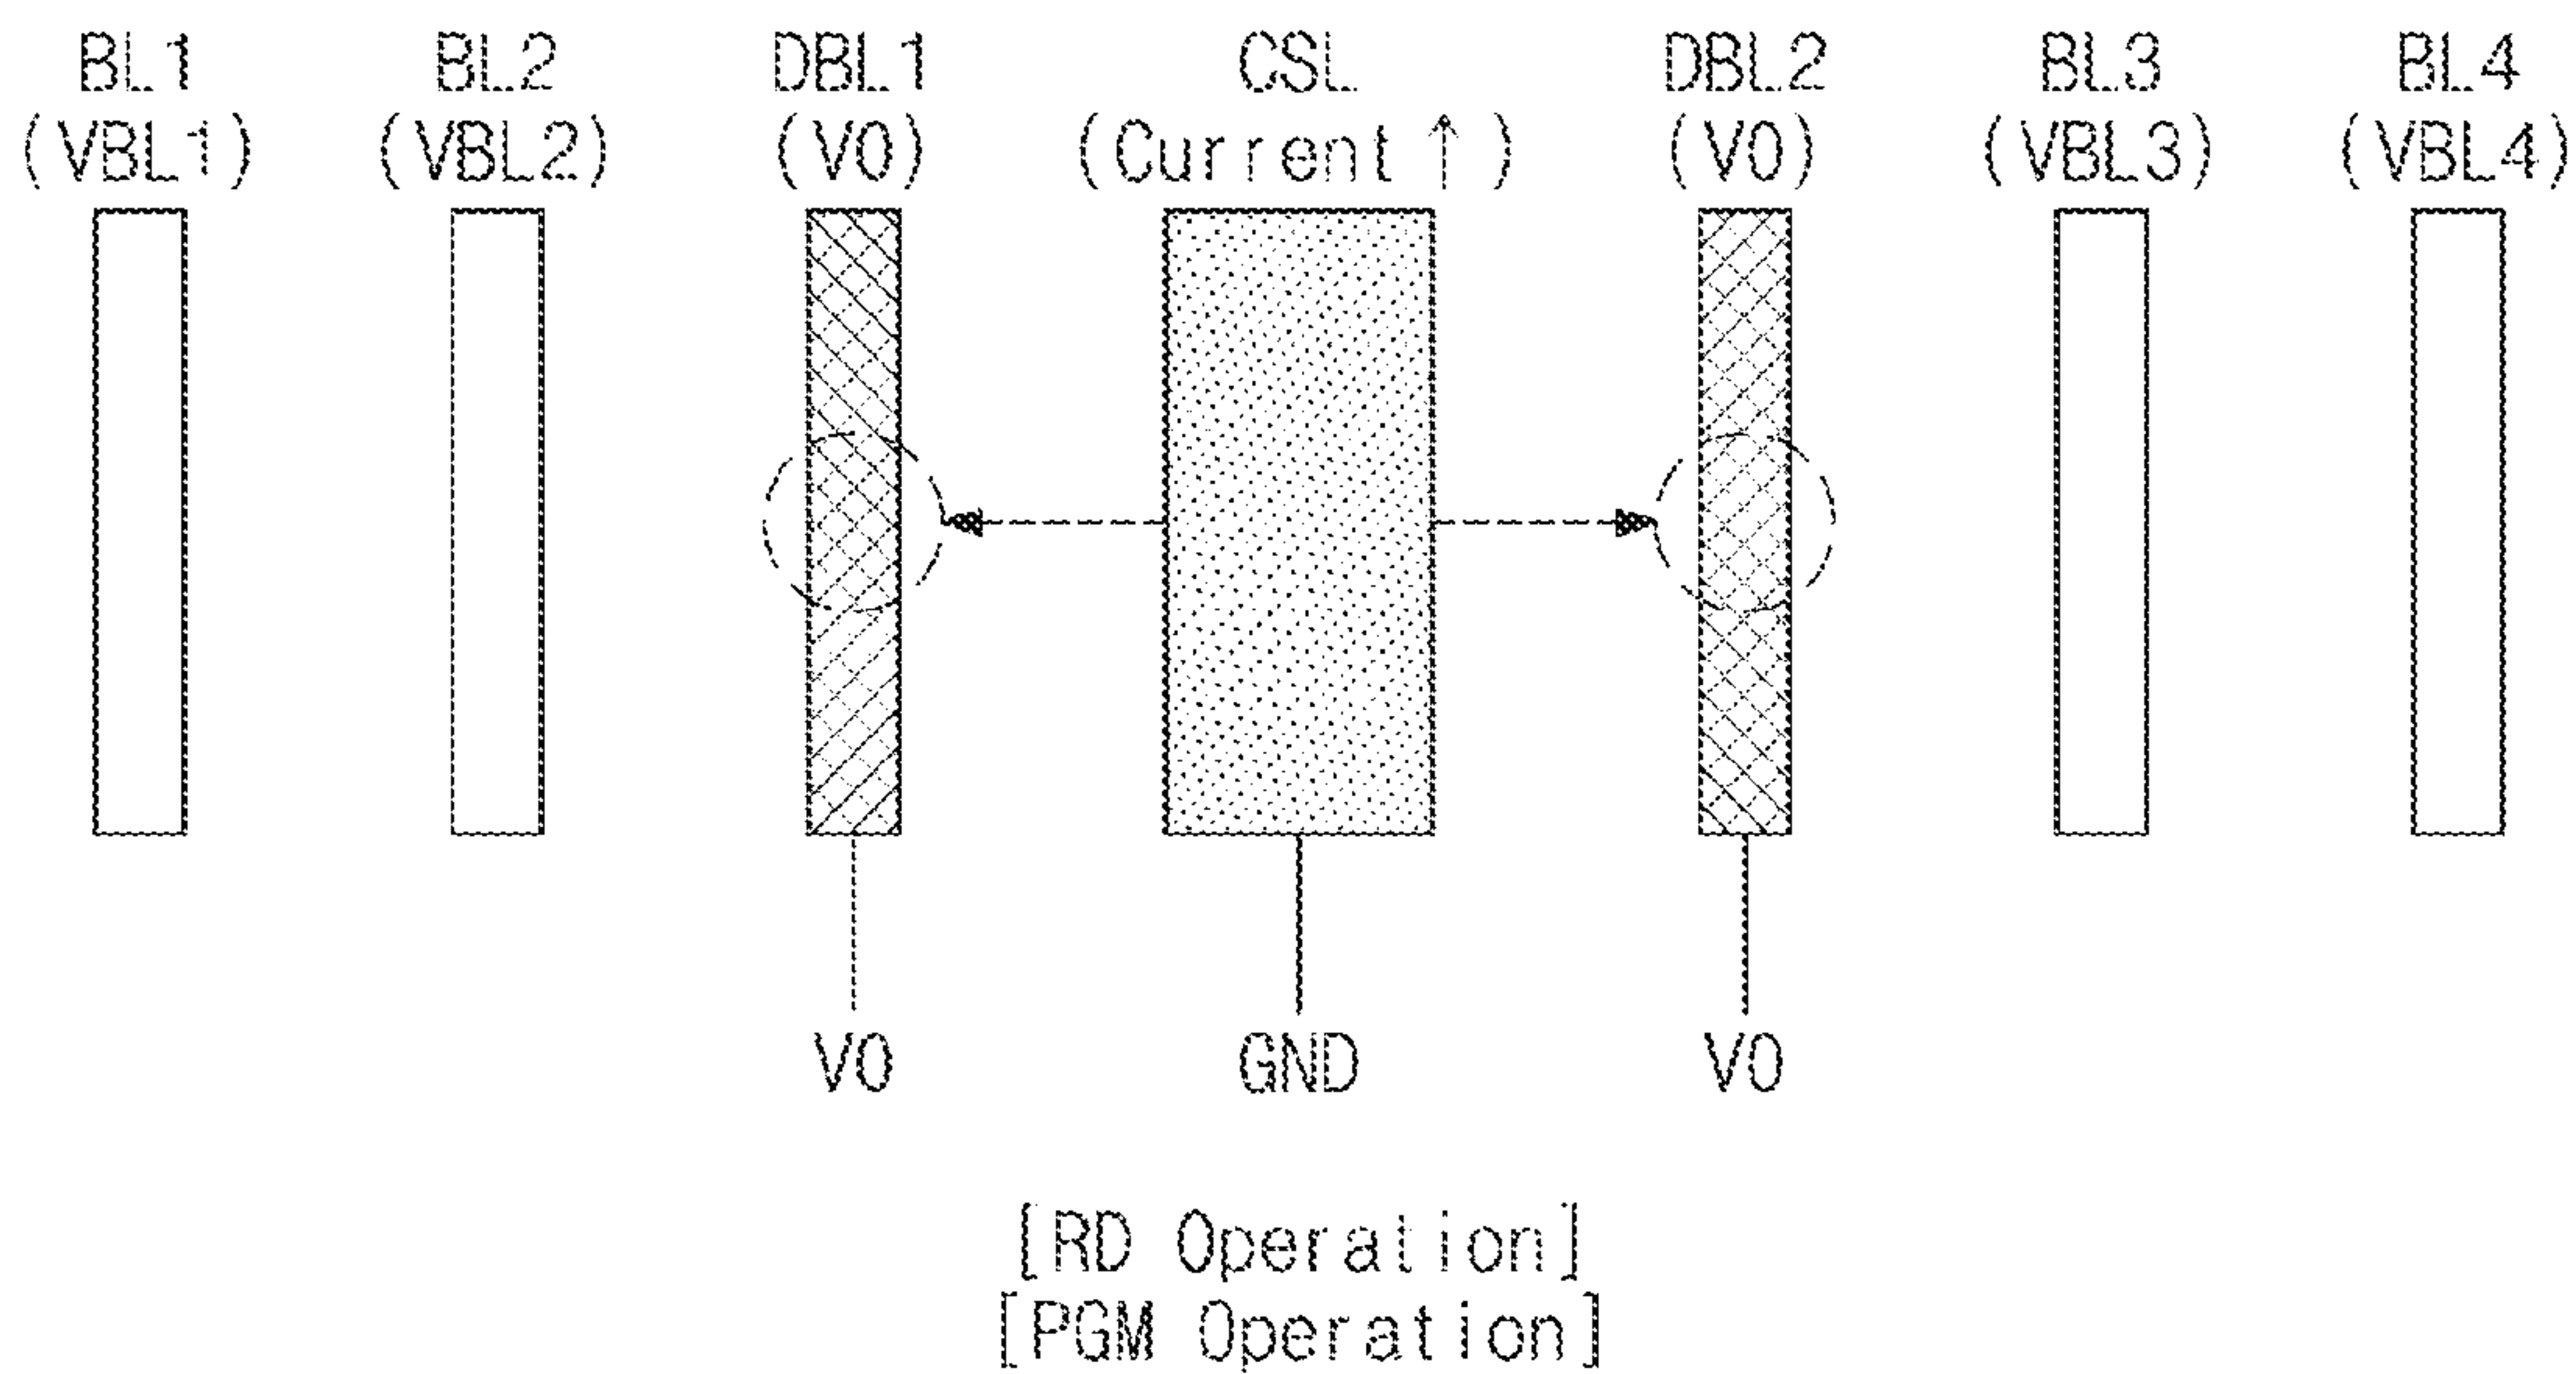 BL1 BL2 DBL1 CSL DBL2 BL3 BL4
(VBL1) (VBL2) (V0) (Current ↑) (V0) (VBL3) (VBL4)
V0 GND V0
[RD Operation]
[PGM Operation]